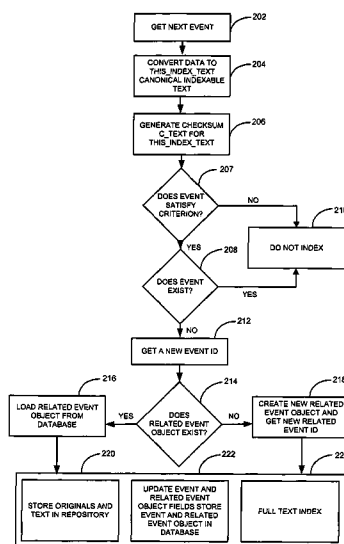 202
GET NEXT EVENT
CONVERT DATA TO
THIS_INDEX_TEXT
CANONICAL INDEXABLE
TEXT
204
GENERATE CHECKSUM
C_TEXT FOR
THIS_INDEX_TEXT
206
207
DOES EVENT
SATISFY
CRITERION?
NO
YES
DO NOT INDEX
208
DOES EVENT
EXIST?
YES
NO
212
GET A NEW EVENT ID
216
LOAD RELATED EVENT
OBJECT FROM
DATABASE
214
DOES
RELATED EVENT
OBJECT EXIST?
YES
NO
CREATE NEW RELATED
EVENT OBJECT AND
GET NEW RELATED
EVENT ID
220
222
STORE ORIGINALS AND
TEXT IN REPOSITORY
UPDATE EVENT AND
RELATED EVENT
OBJECT FIELDS STORE
EVENT AND RELATED
EVENT OBJECT IN
DATABASE
FULL TEXT INDEX